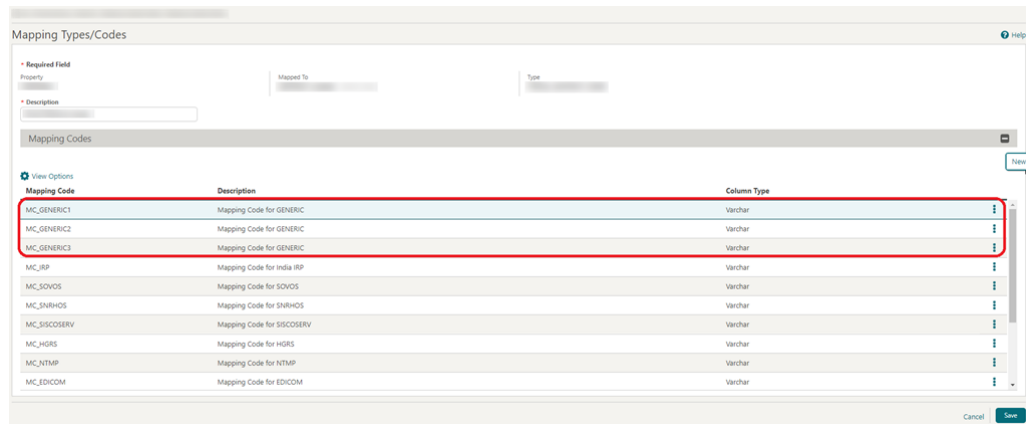 Mapping Types/Codes
Help
* Required Field
Property Mapped To Type
* Description
Mapping Codes
New
View Options
Mapping Code Description Column Type
MC_GENERIC1 Mapping Code for GENERIC Varchar
MC_GENERIC2 Mapping Code for GENERIC Varchar
MC_GENERIC3 Mapping Code for GENERIC Varchar
MC_IRP Mapping Code for India IRP Varchar
MC_SOVOS Mapping Code for SOVOS Varchar
MC_SNRHOS Mapping Code for SNRHOS Varchar
MC_SISCOSERV Mapping Code for SISCOSERV Varchar
MC_HGRS Mapping Code for HGRS Varchar
MC_NTMP Mapping Code for NTMP Varchar
MC_EDICOM Mapping Code for EDICOM Varchar
Cancel Save